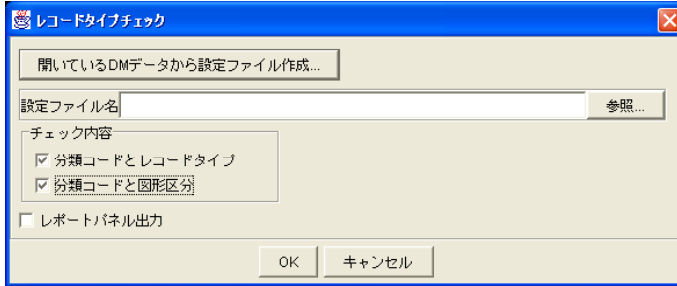 レコードタイプチェック
開いているDMデータから設定ファイル作成...
設定ファイル名
参照...
チェック内容
分類コードとレコードタイプ
分類コードと図形区分
レポートパネル出力
OK
キャンセル